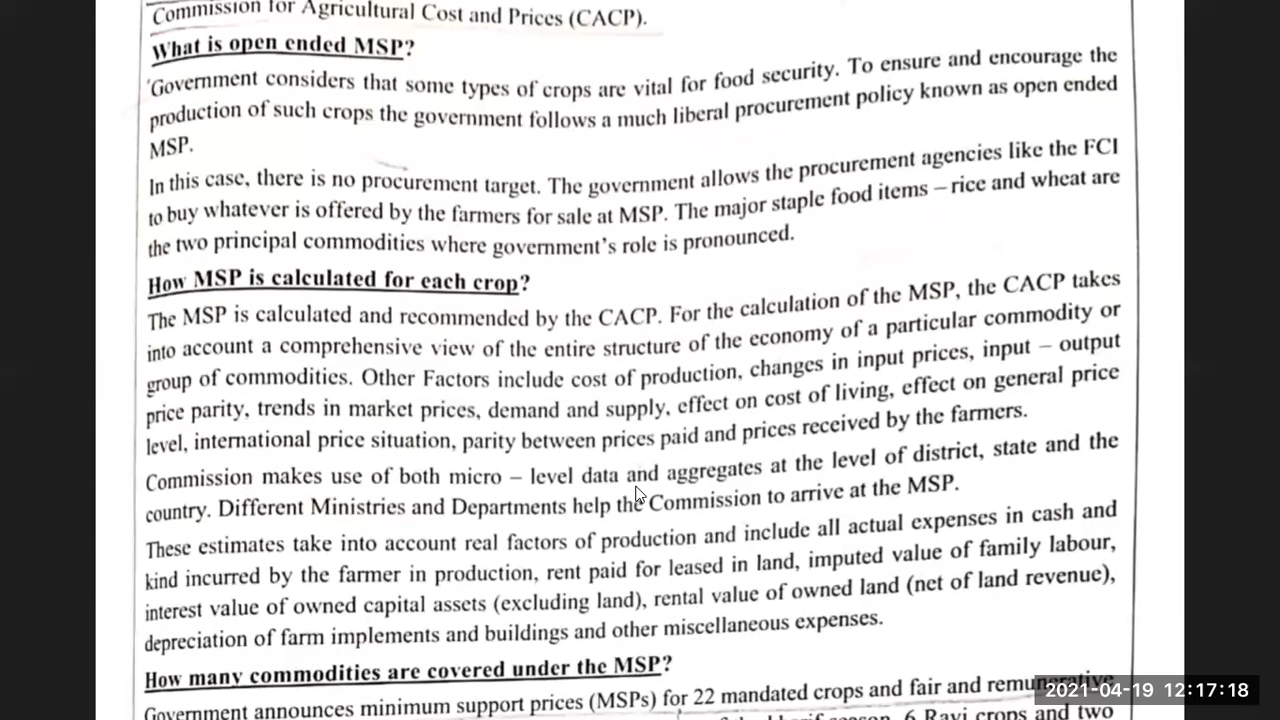 Commission for Agricultural Cost and Prices (CACP).
What is open ended MSP?
Government considers that some types of crops are vital for food security. To ensure and encourage the
production of such crops the government follows a much liberal procurement policy known as open ended
MSP.
In this case, there is no procurement target. The government allows the procurement agencies like the FCI
to buy whatever is offered by the farmers for sale at MSP. The major staple food items – rice and wheat are
the two principal commodities where government's role is pronounced.
How MSP is calculated for each crop?
The MSP is calculated and recommended by the CACP. For the calculation of the MSP, the CACP takes
into account a comprehensive view of the entire structure of the economy of a particular commodity or
group of commodities. Other Factors include cost of production, changes in input prices, input – output
price parity, trends in market prices, demand and supply, effect on cost of living, effect on general price
level, international price situation, parity between prices paid and prices received by the farmers.
Commission makes use of both micro – level data and aggregates at the level of district, state and the
country. Different Ministries and Departments help the Commission to arrive at the MSP.
These estimates take into account real factors of production and include all actual expenses in cash and
kind incurred by the farmer in production, rent paid for leased in land, imputed value of family labour,
interest value of owned capital assets (excluding land), rental value of owned land (net of land revenue),
depreciation of farm implements and buildings and other miscellaneous expenses.
How many commodities are covered under the MSP?
Government announces minimum support prices (MSPs) for 22 mandated crops and fair and remunerative
season, 6 Ravi crops and two
2021-04-19 12:17:18